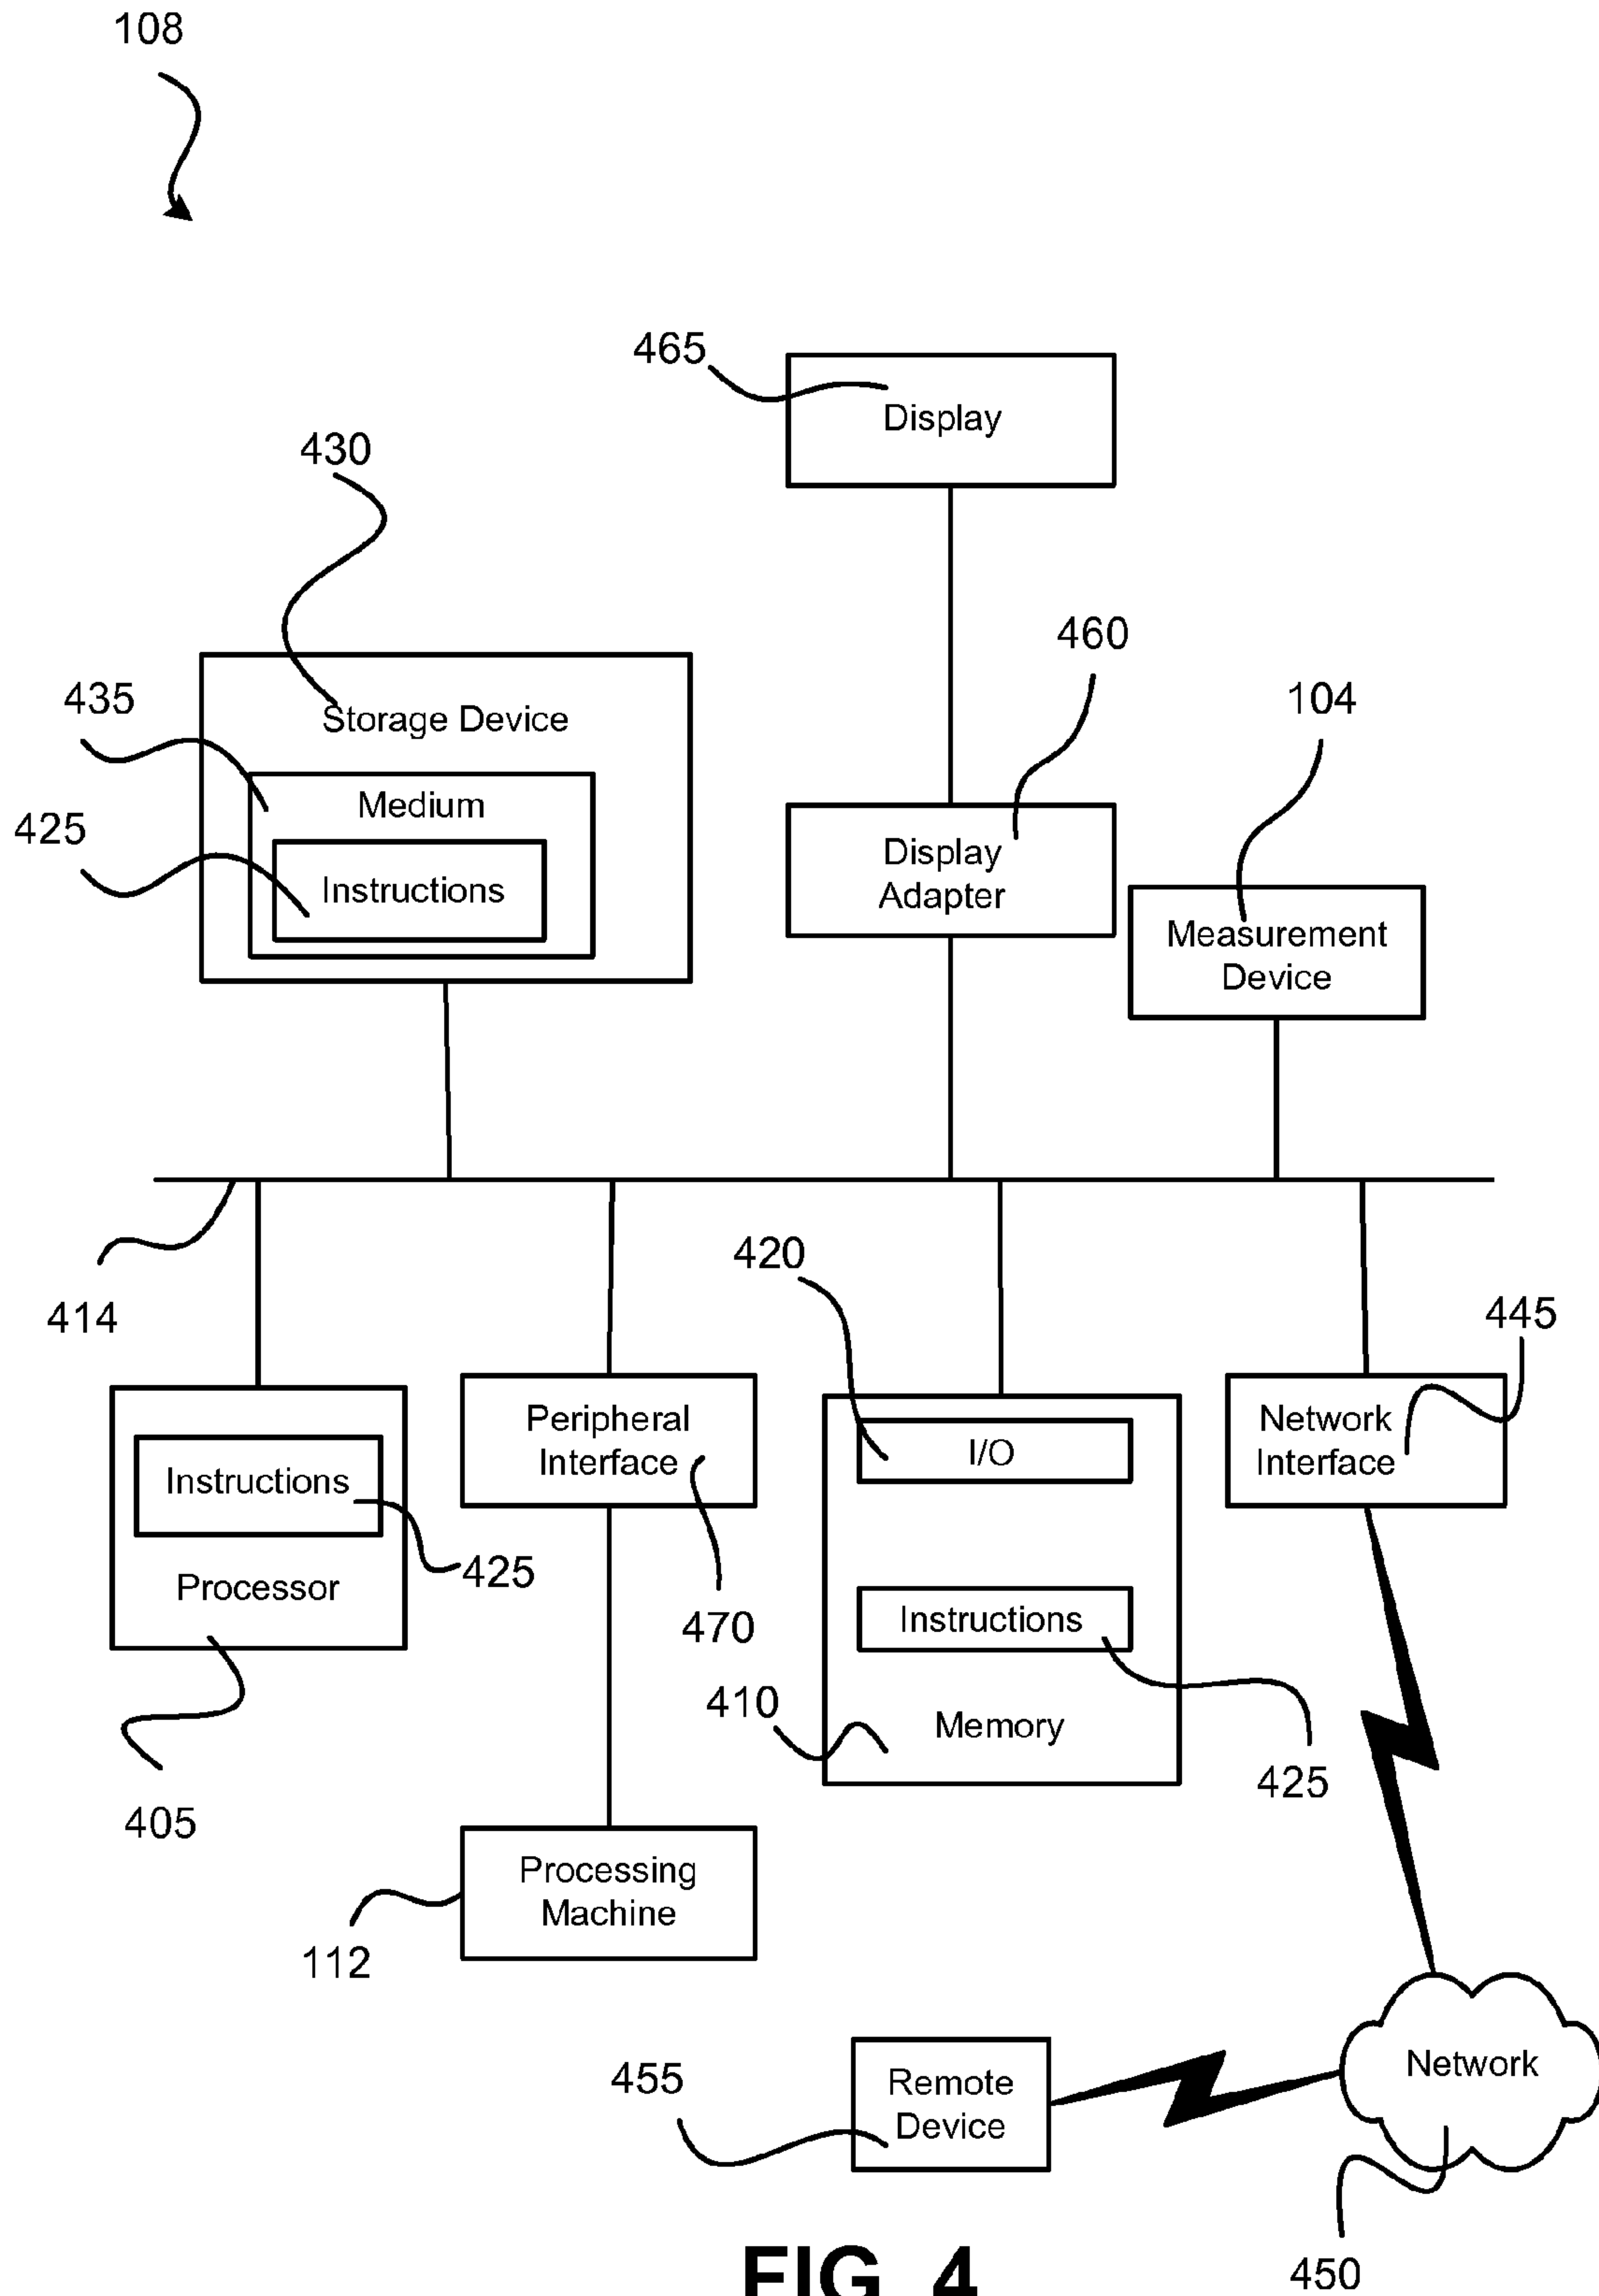 108
465
Display
430
460
435
Storage Device
104
Medium
425
Instructions
Display
Adapter
Measurement
Device
414
420
445
Peripheral
Interface
I/O
Network
Interface
Instructions
425
Processor
470
Instructions
410
Memory
425
405
Processing
Machine
112
455
Remote
Device
Network
450
FIG. 4